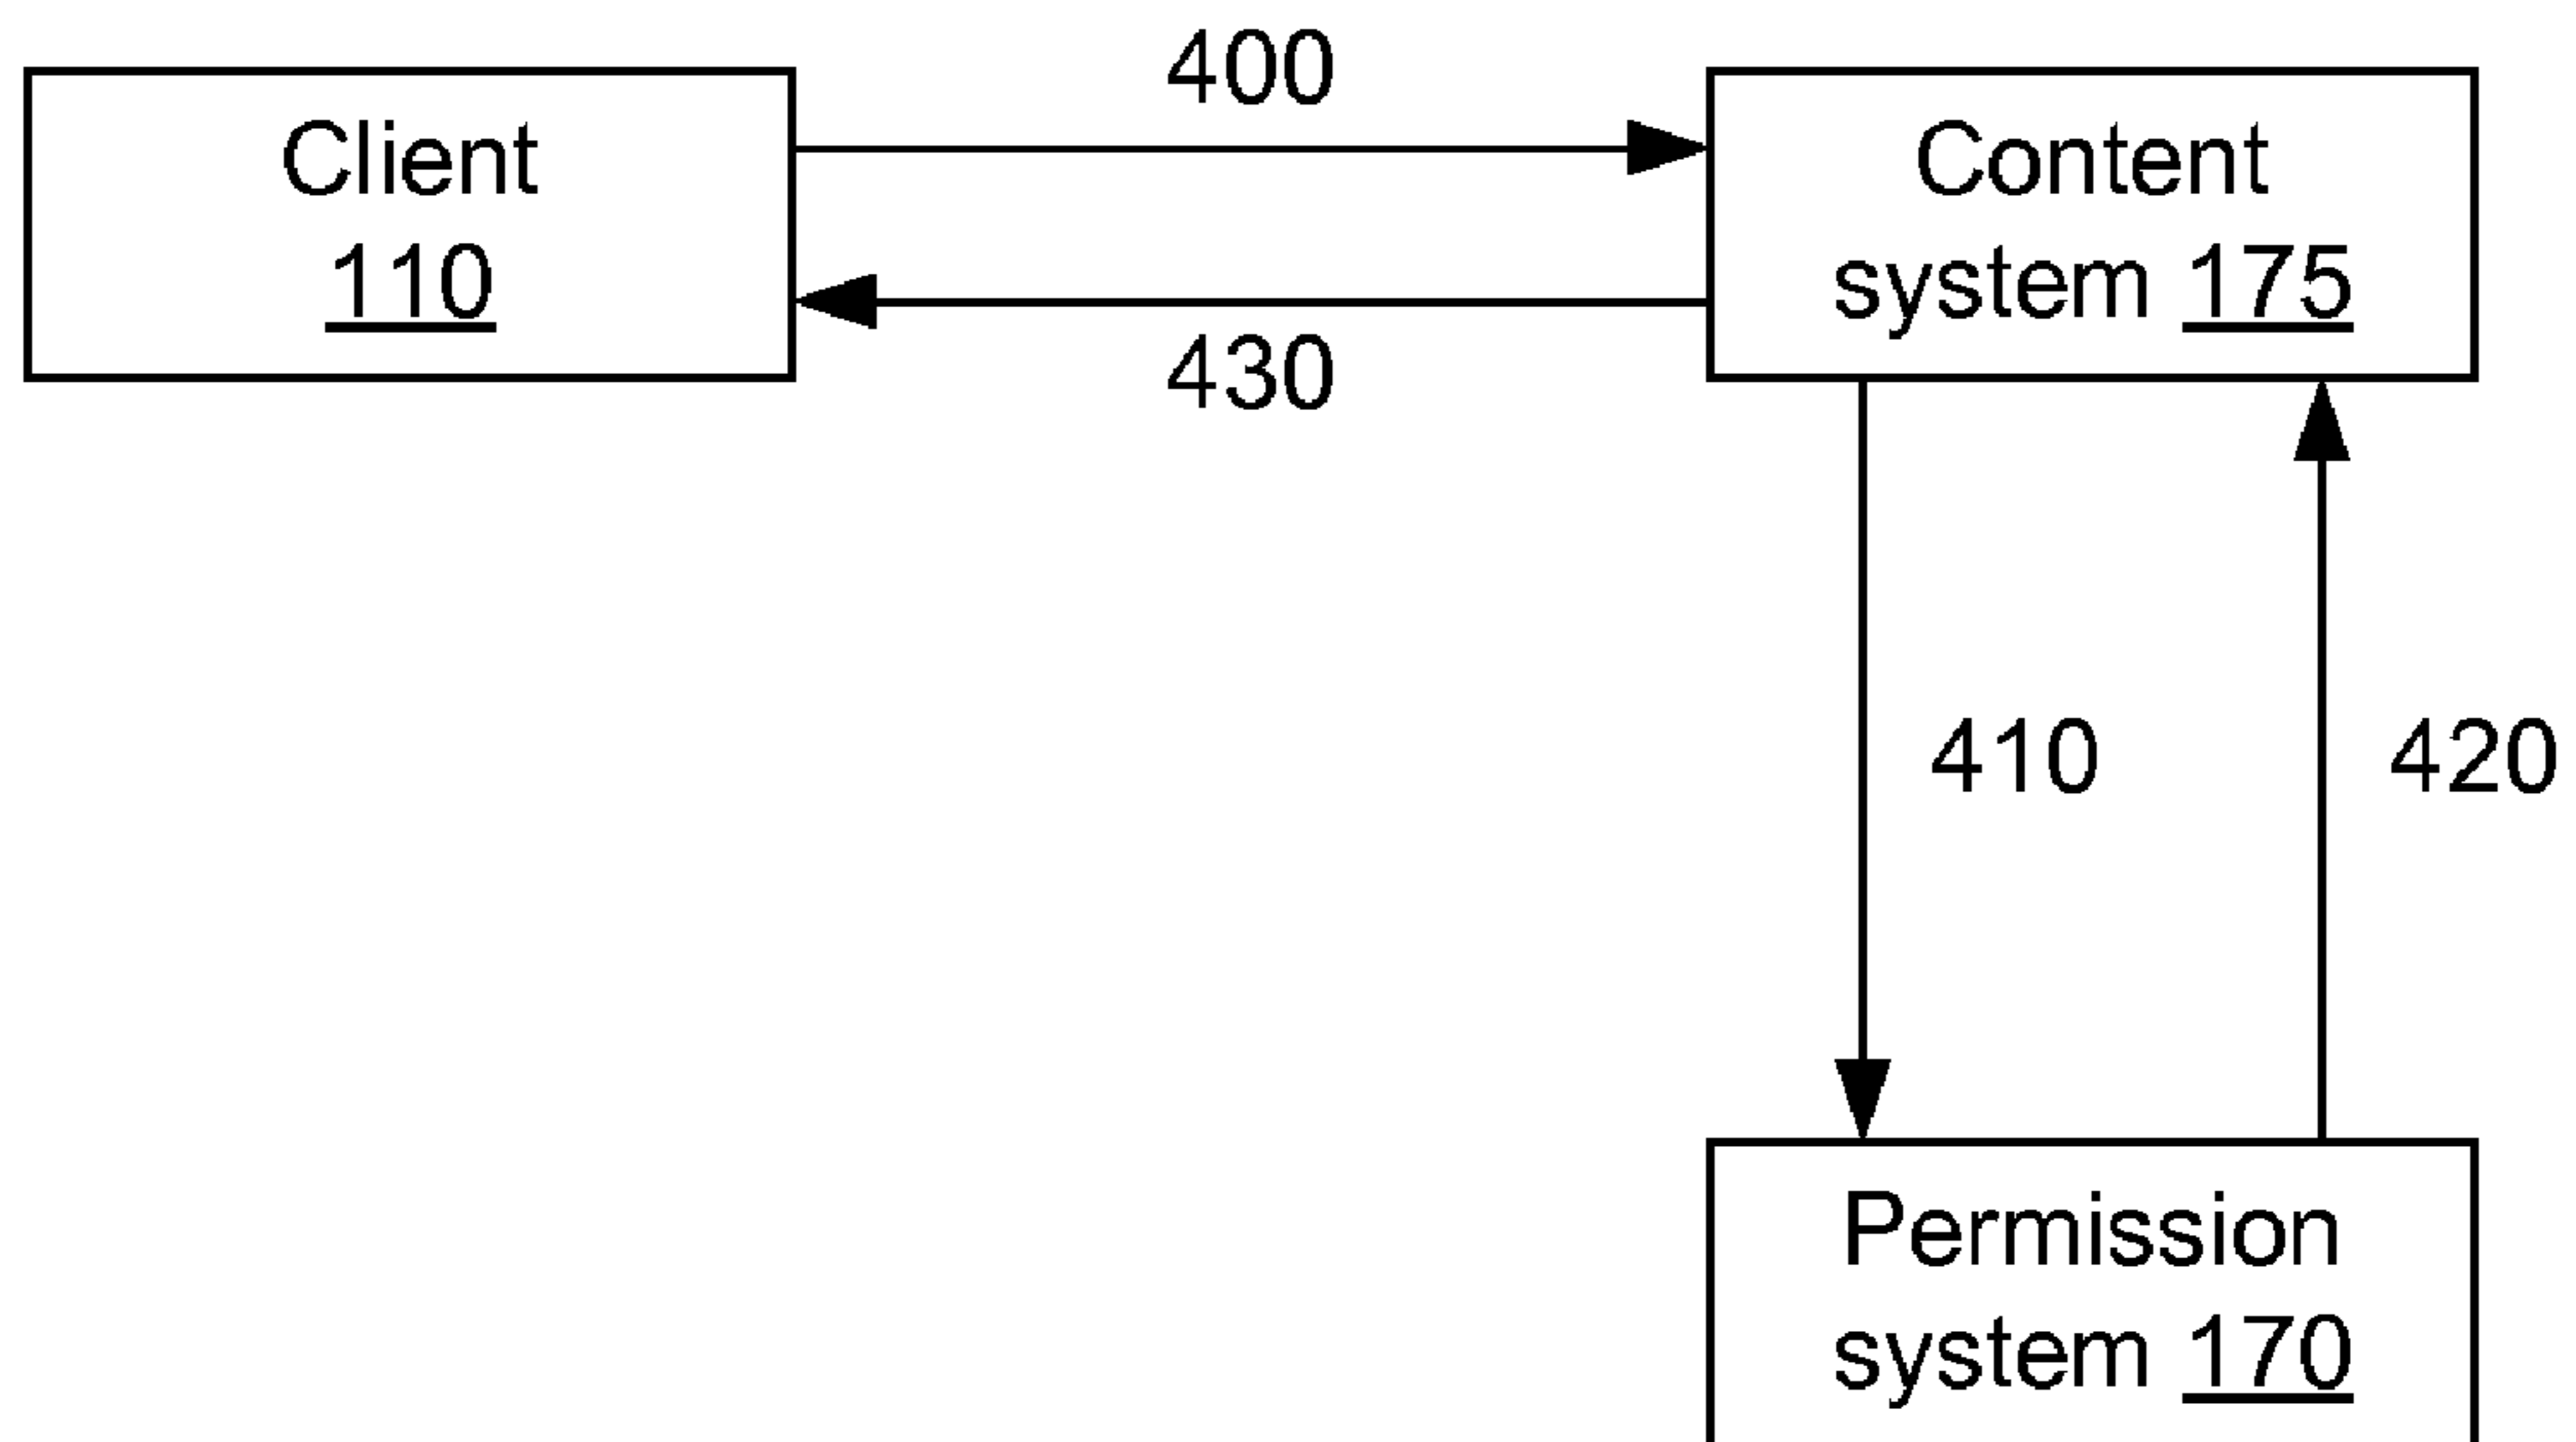 400
Client
110
Content
system 175
430
410
420
Permission
system 170